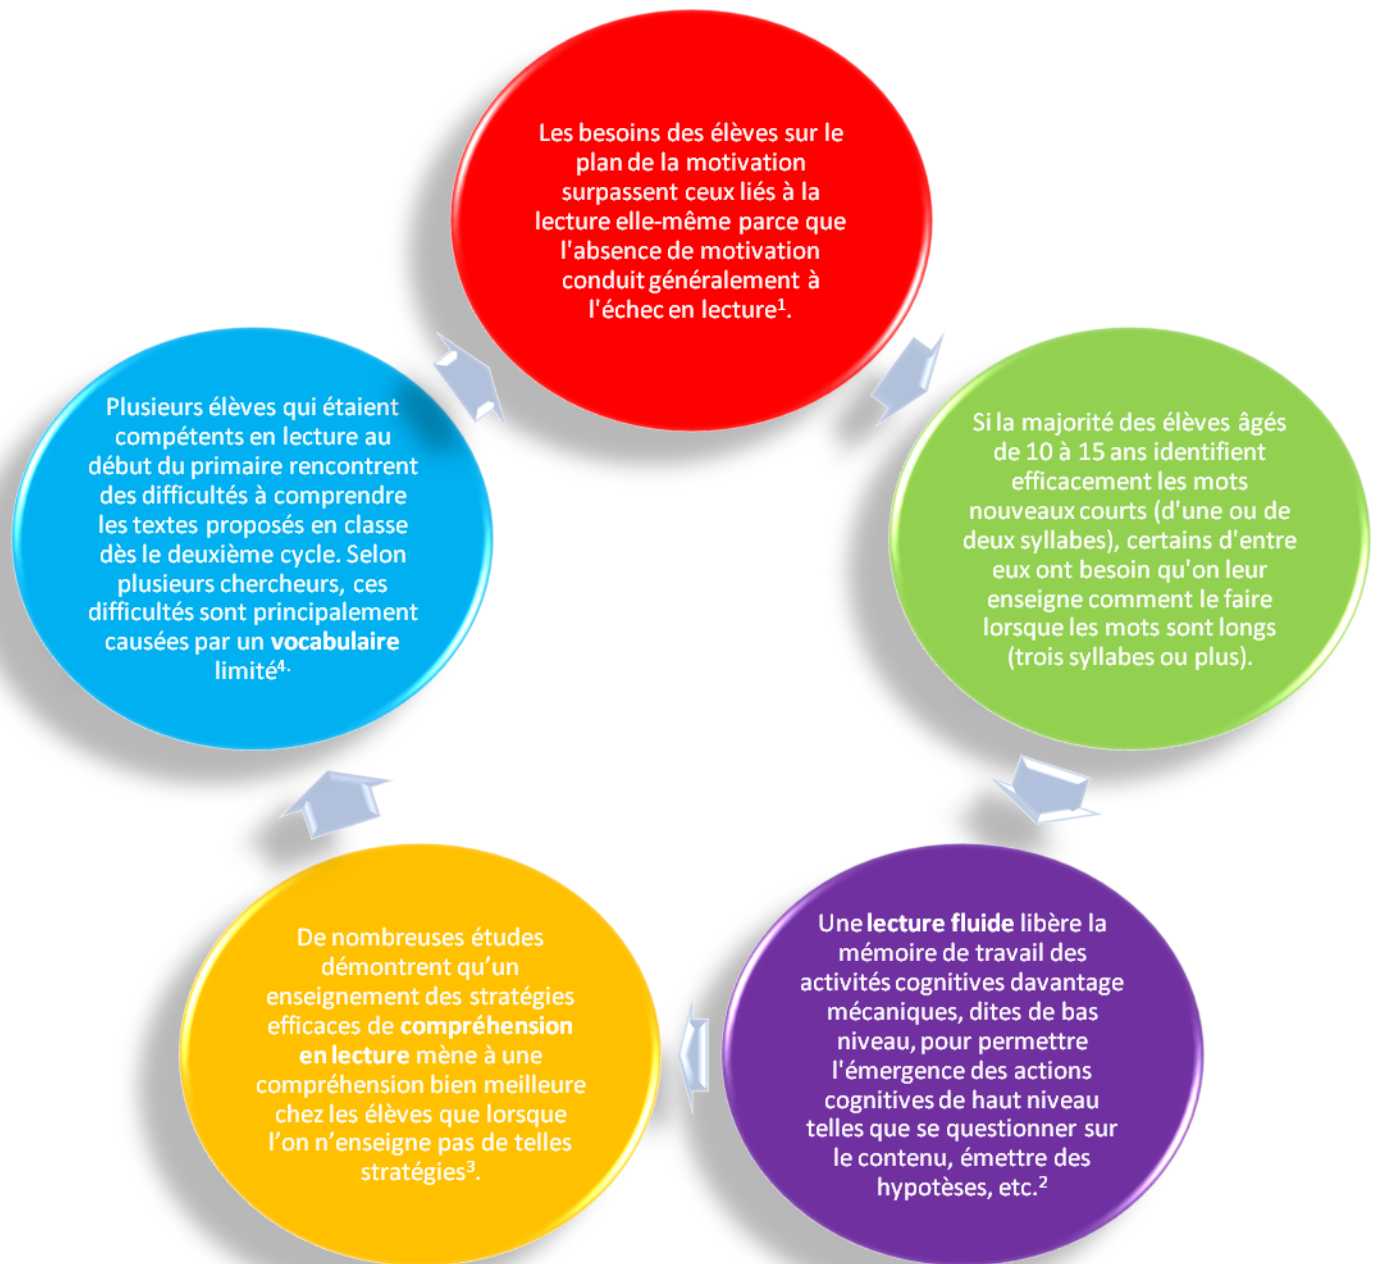 Les besoins des élèves sur le
plan de la motivation
surpassent ceux liés à la
lecture elle-même parce que
l'absence de motivation
conduit généralement à
l'échec en lecture¹.
Si la majorité des élèves âgés
de 10 à 15 ans identifient
efficacement les mots
nouveaux courts (d'une ou de
deux syllabes), certains d'entre
eux ont besoin qu'on leur
enseigne comment le faire
lorsque les mots sont longs
(trois syllabes ou plus).
Une lecture fluide libère la
mémoire de travail des
activités cognitives davantage
mécaniques, dites de bas
niveau, pour permettre
l'émergence des actions
cognitives de haut niveau
telles que se questionner sur
le contenu, émettre des
hypotèses, etc.²
De nombreuses études
démontrent qu’un
enseignement des stratégies
efficaces de compréhension
en lecture mène à une
compréhension bien meilleure
chez les élèves que lorsque
l’on n’enseigne pas de telles
stratégies³.
Plusieurs élèves qui étaient
compétents en lecture au
début du primaire rencontrent
des difficultés à comprendre
les textes proposés en classe
dès le deuxième cycle. Selon
plusieurs chercheurs, ces
difficultés sont principalement
causées par un vocabulaire
limité⁴.